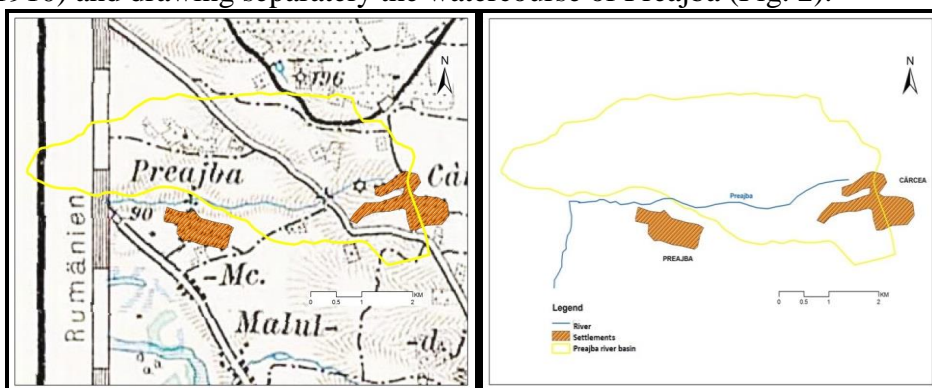 and drawing separately the watercourse of Preajba (Fig. 2).
N
196
Preajba
90
-Mc.
Malul-
-d. j
Rumänien
0 0.5 1 2 KM
N
CÂRCEA
Preajba
PREAJBA
0 0.5 1 2 KM
Legend
River
Settlements
Preajba river basin